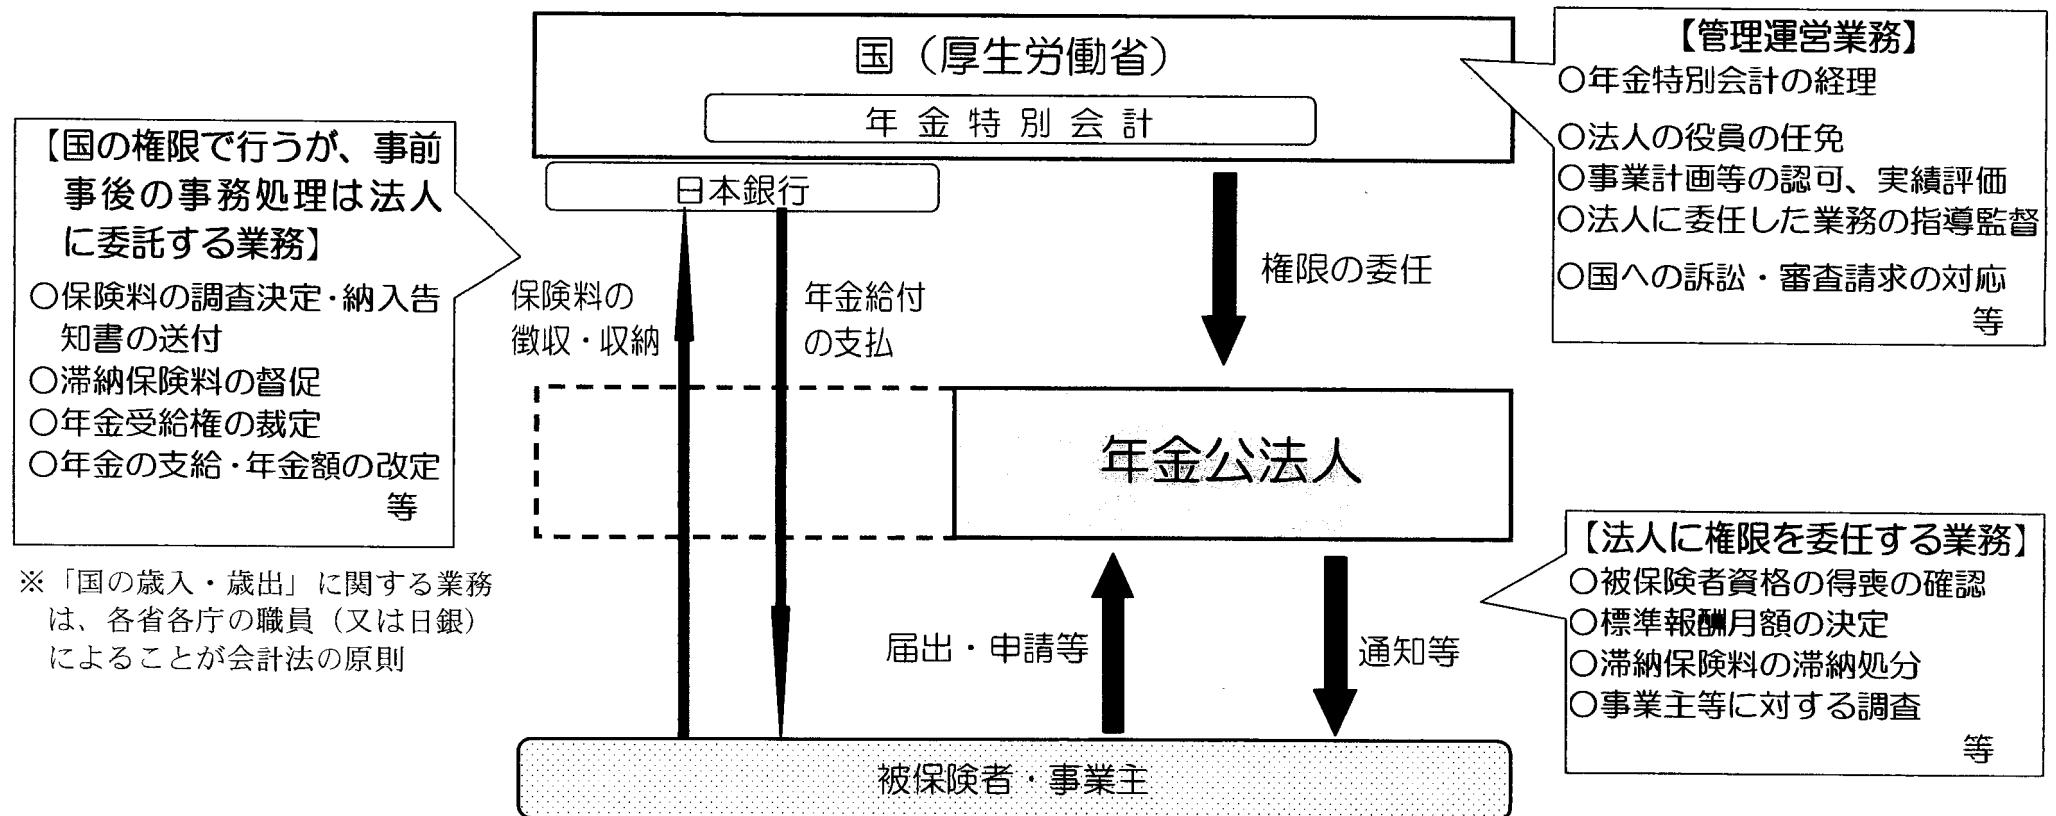 国（厚生労働省）
年金特別会計
日本銀行
【国の権限で行うが、事前
事後の事務処理は法人
に委託する業務】
○保険料の調査決定・納入告
知書の送付
○滞納保険料の督促
○年金受給権の裁定
○年金の支給・年金額の改定
等
※「国の歳入・歳出」に関する業務
は、各省各庁の職員（又は日銀）
によることが会計法の原則
保険料の
徴収・収納
年金給付
の支払
権限の委任
【管理運営業務】
○年金特別会計の経理
○法人の役員の任免
○事業計画等の認可、実績評価
○法人に委任した業務の指導監督
○国への訴訟・審査請求の対応
等
年金公法人
届出・申請等
通知等
【法人に権限を委任する業務】
○被保険者資格の得喪の確認
○標準報酬月額の決定
○滞納保険料の滞納処分
○事業主等に対する調査
等
被保険者・事業主